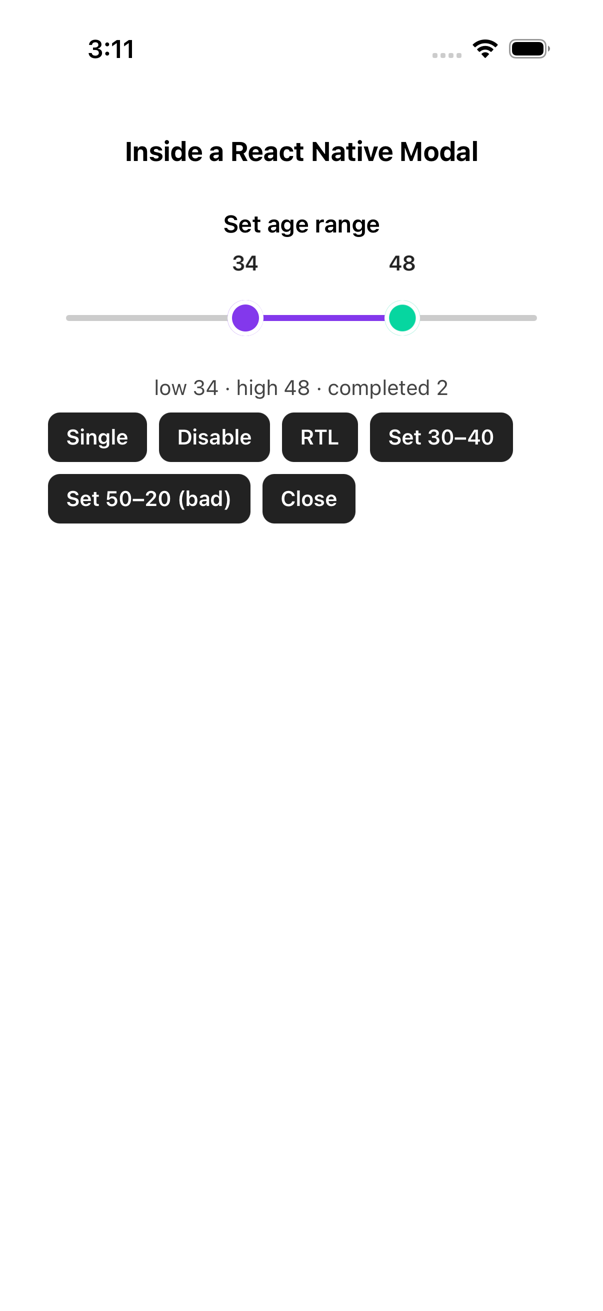 3:11
Inside a React Native Modal
Set age range
34 48
low 34 · high 48 · completed 2
Single Disable RTL Set 30–40
Set 50–20 (bad) Close